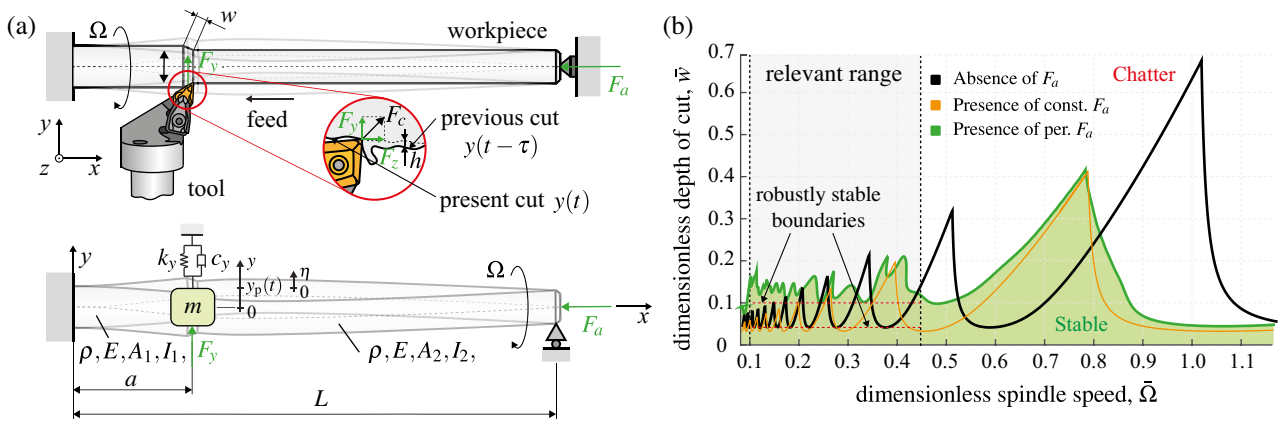 (a)
w
Ω
workpiece
F_y
F_a
feed
y
z
x
tool
F_y
F_c
F_z
h
previous cut
y(t − τ)
present cut y(t)
y
k_y
c_y
y
η
y_p(t)
0
0
m
Ω
F_a
x
ρ, E, A_1, I_1,
F_y
ρ, E, A_2, I_2,
a
L
(b)
dimensionless depth of cut, w̄
0.7
0.6
0.5
0.4
0.3
0.2
0.1
0
relevant range
Chatter
Absence of F_a
Presence of const. F_a
Presence of per. F_a
robustly stable
boundaries
Stable
0.1 0.2 0.3 0.4 0.5 0.6 0.7 0.8 0.9 1.0 1.1
dimensionless spindle speed, Ω̄